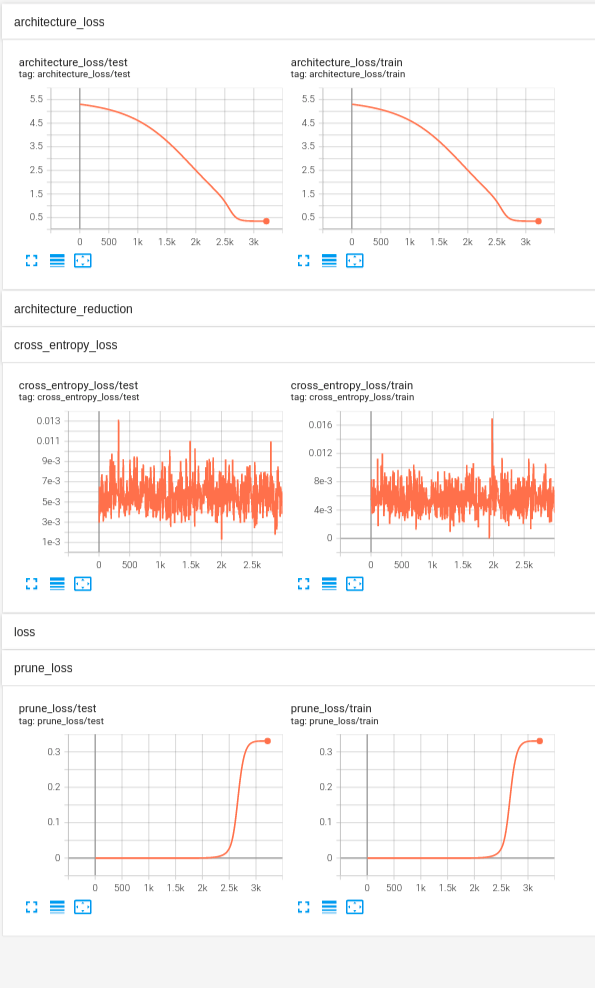 architecture_loss
architecture_loss/test
tag: architecture_loss/test
5.5
4.5
3.5
2.5
1.5
0.5
0 500 1k 1.5k 2k 2.5k 3k
architecture_loss/train
tag: architecture_loss/train
5.5
4.5
3.5
2.5
1.5
0.5
0 500 1k 1.5k 2k 2.5k 3k
architecture_reduction
cross_entropy_loss
cross_entropy_loss/test
tag: cross_entropy_loss/test
0.013
0.011
9e-3
7e-3
5e-3
3e-3
1e-3
0 500 1k 1.5k 2k 2.5k
cross_entropy_loss/train
tag: cross_entropy_loss/train
0.016
0.012
8e-3
4e-3
0
0 500 1k 1.5k 2k 2.5k
loss
prune_loss
prune_loss/test
tag: prune_loss/test
0.3
0.2
0.1
0
0 500 1k 1.5k 2k 2.5k 3k
prune_loss/train
tag: prune_loss/train
0.3
0.2
0.1
0
0 500 1k 1.5k 2k 2.5k 3k